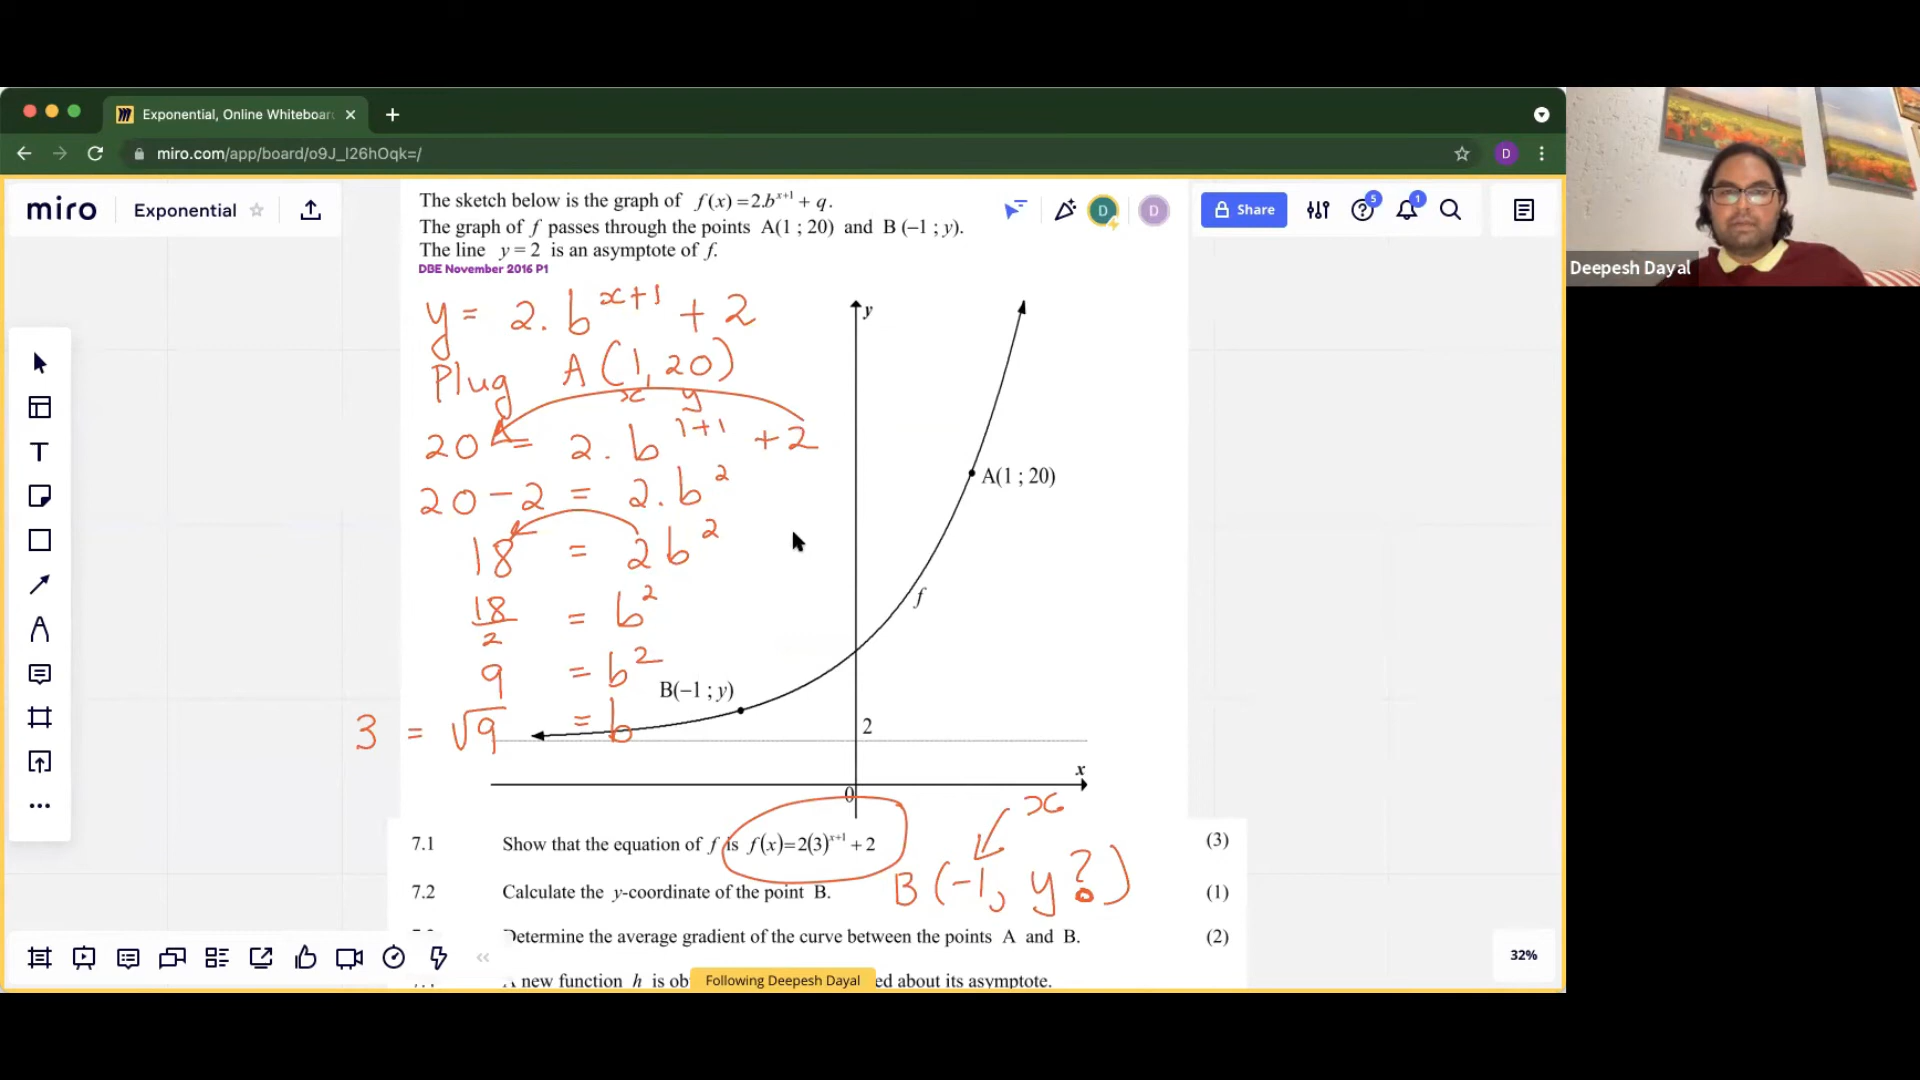 Exponential, Online Whiteboard
miro.com/app/board/o9J_l26hOqk=/
D
miro
Exponential
D
D
Share
5
1
Deepesh Dayal
The sketch below is the graph of f(x) = 2.b^{x+1} + q.
The graph of f passes through the points A(1 ; 20) and B (−1 ; y).
The line y = 2 is an asymptote of f.
DBE November 2016 P1
y = 2. b^{x+1} + 2
Plug A (1, 20)
x y
20 = 2. b^{1+1} + 2
20 − 2 = 2. b^2
18 = 2 b^2
18/2 = b^2
9 = b^2
3 = √9 = b
y
A(1 ; 20)
f
B(−1 ; y)
2
x
0
x
7.1 Show that the equation of f is f(x) = 2(3)^{x+1} + 2 (3)
B (−1, y ?)
7.2 Calculate the y-coordinate of the point B. (1)
Determine the average gradient of the curve between the points A and B. (2)
new function h is ob
ed about its asymptote.
Following Deepesh Dayal
32%